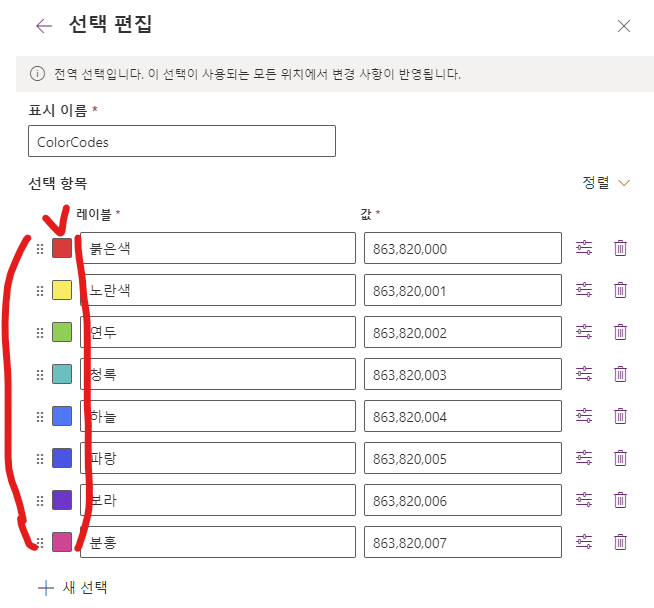 선택 편집
전역 선택입니다. 이 선택이 사용되는 모든 위치에서 변경 사항이 반영됩니다.
표시 이름 *
ColorCodes
선택 항목 정렬
레이블 * 값 *
붉은색 863,820,000
노란색 863,820,001
연두 863,820,002
청록 863,820,003
하늘 863,820,004
파랑 863,820,005
보라 863,820,006
분홍 863,820,007
새 선택